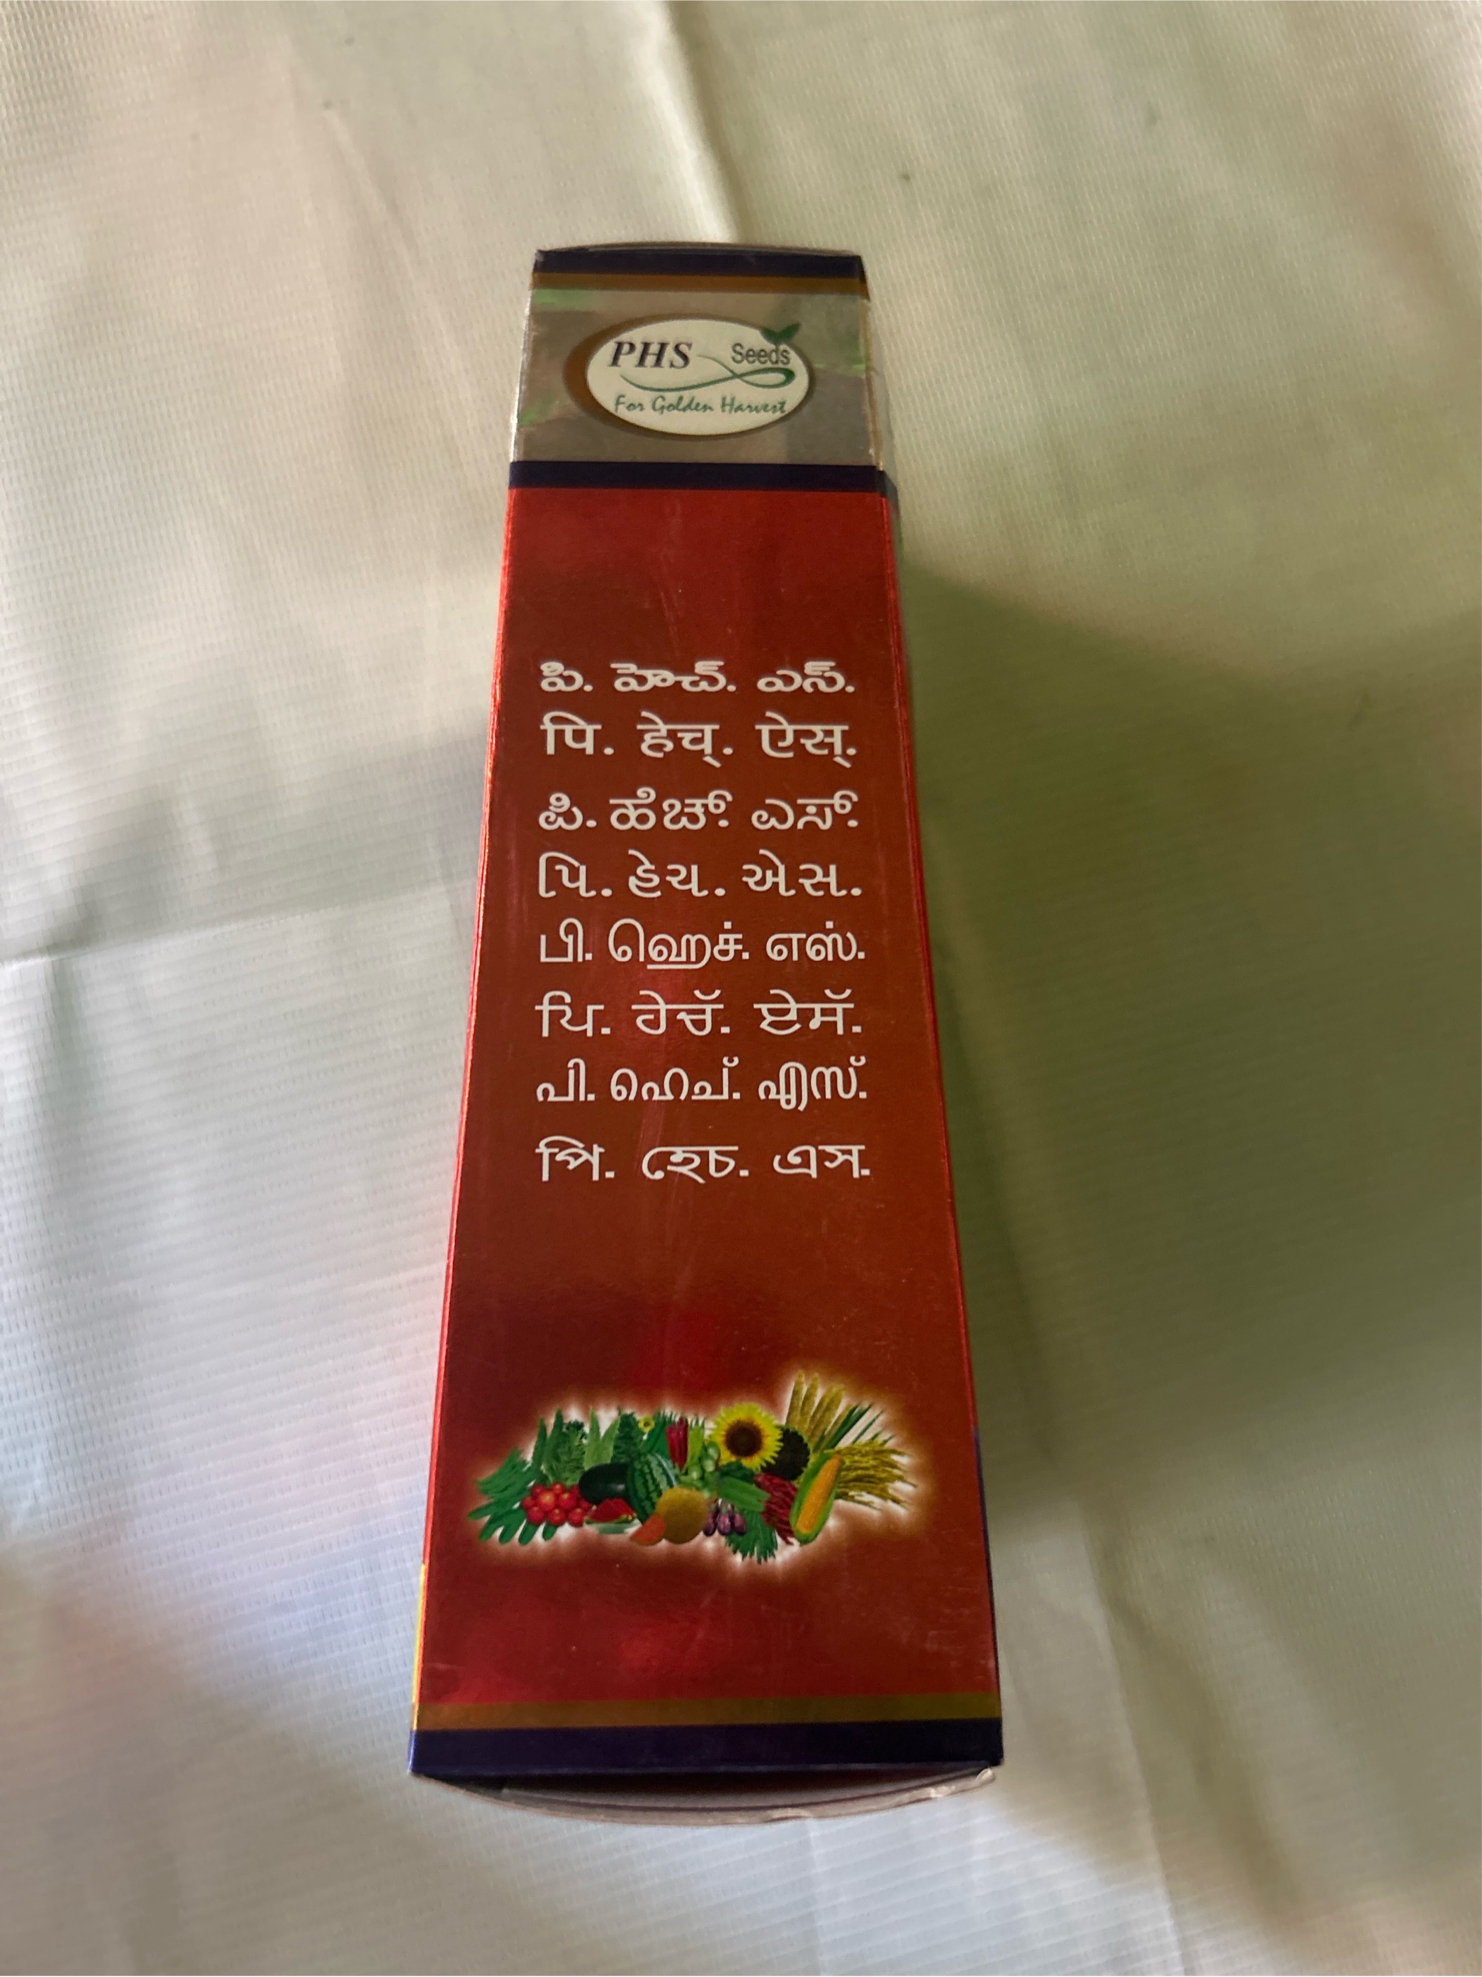 PHS Seeds
For Golden Harvest
పి. హెచ్. ఎస్.
पि. हेच्. ऐस्.
ಪಿ. ಹೆಚ್. ಎಸ್.
પિ. હેચ. એસ.
பி. ஹெச். எஸ்.
ਪਿ. ਹੇਚੱ. ਏਸੱ.
പി. ഹെച്. എസ്.
পি. হেচ. এস.